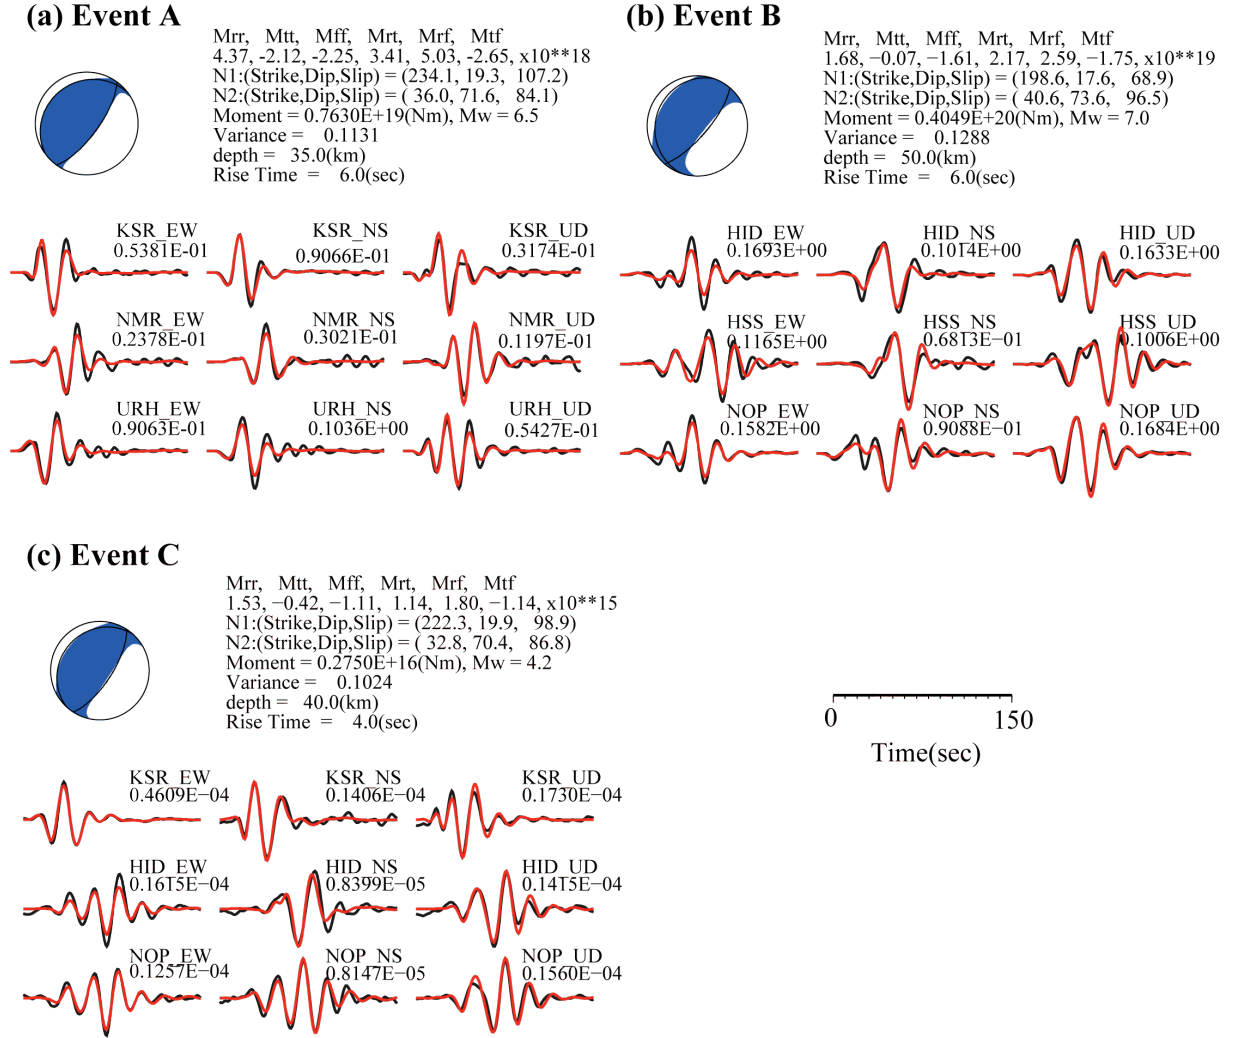 (a) Event A
Mrr, Mtt, Mff, Mrt, Mrf, Mtf
4.37, -2.12, -2.25, 3.41, 5.03, -2.65, x10**18
N1:(Strike,Dip,Slip) = (234.1, 19.3, 107.2)
N2:(Strike,Dip,Slip) = ( 36.0, 71.6, 84.1)
Moment = 0.7630E+19(Nm), Mw = 6.5
Variance = 0.1131
depth = 35.0(km)
Rise Time = 6.0(sec)
KSR_EW
0.5381E-01
KSR_NS
0.9066E-01
KSR_UD
0.3174E-01
NMR_EW
0.2378E-01
NMR_NS
0.3021E-01
NMR_UD
0.1197E-01
URH_EW
0.9063E-01
URH_NS
0.1036E+00
URH_UD
0.5427E-01
(b) Event B
Mrr, Mtt, Mff, Mrt, Mrf, Mtf
1.68, −0.07, −1.61, 2.17, 2.59, −1.75, x10**19
N1:(Strike,Dip,Slip) = (198.6, 17.6, 68.9)
N2:(Strike,Dip,Slip) = ( 40.6, 73.6, 96.5)
Moment = 0.4049E+20(Nm), Mw = 7.0
Variance = 0.1288
depth = 50.0(km)
Rise Time = 6.0(sec)
HID_EW
0.1693E+00
HID_NS
0.1014E+00
HID_UD
0.1633E+00
HSS_EW
0.1165E+00
HSS_NS
0.6813E−01
HSS_UD
0.1006E+00
NOP_EW
0.1582E+00
NOP_NS
0.9088E−01
NOP_UD
0.1684E+00
(c) Event C
Mrr, Mtt, Mff, Mrt, Mrf, Mtf
1.53, −0.42, −1.11, 1.14, 1.80, −1.14, x10**15
N1:(Strike,Dip,Slip) = (222.3, 19.9, 98.9)
N2:(Strike,Dip,Slip) = ( 32.8, 70.4, 86.8)
Moment = 0.2750E+16(Nm), Mw = 4.2
Variance = 0.1024
depth = 40.0(km)
Rise Time = 4.0(sec)
KSR_EW
0.4609E−04
KSR_NS
0.1406E−04
KSR_UD
0.1730E−04
HID_EW
0.1615E−04
HID_NS
0.8399E−05
HID_UD
0.1415E−04
NOP_EW
0.1257E−04
NOP_NS
0.8147E−05
NOP_UD
0.1560E−04
0 150
Time(sec)